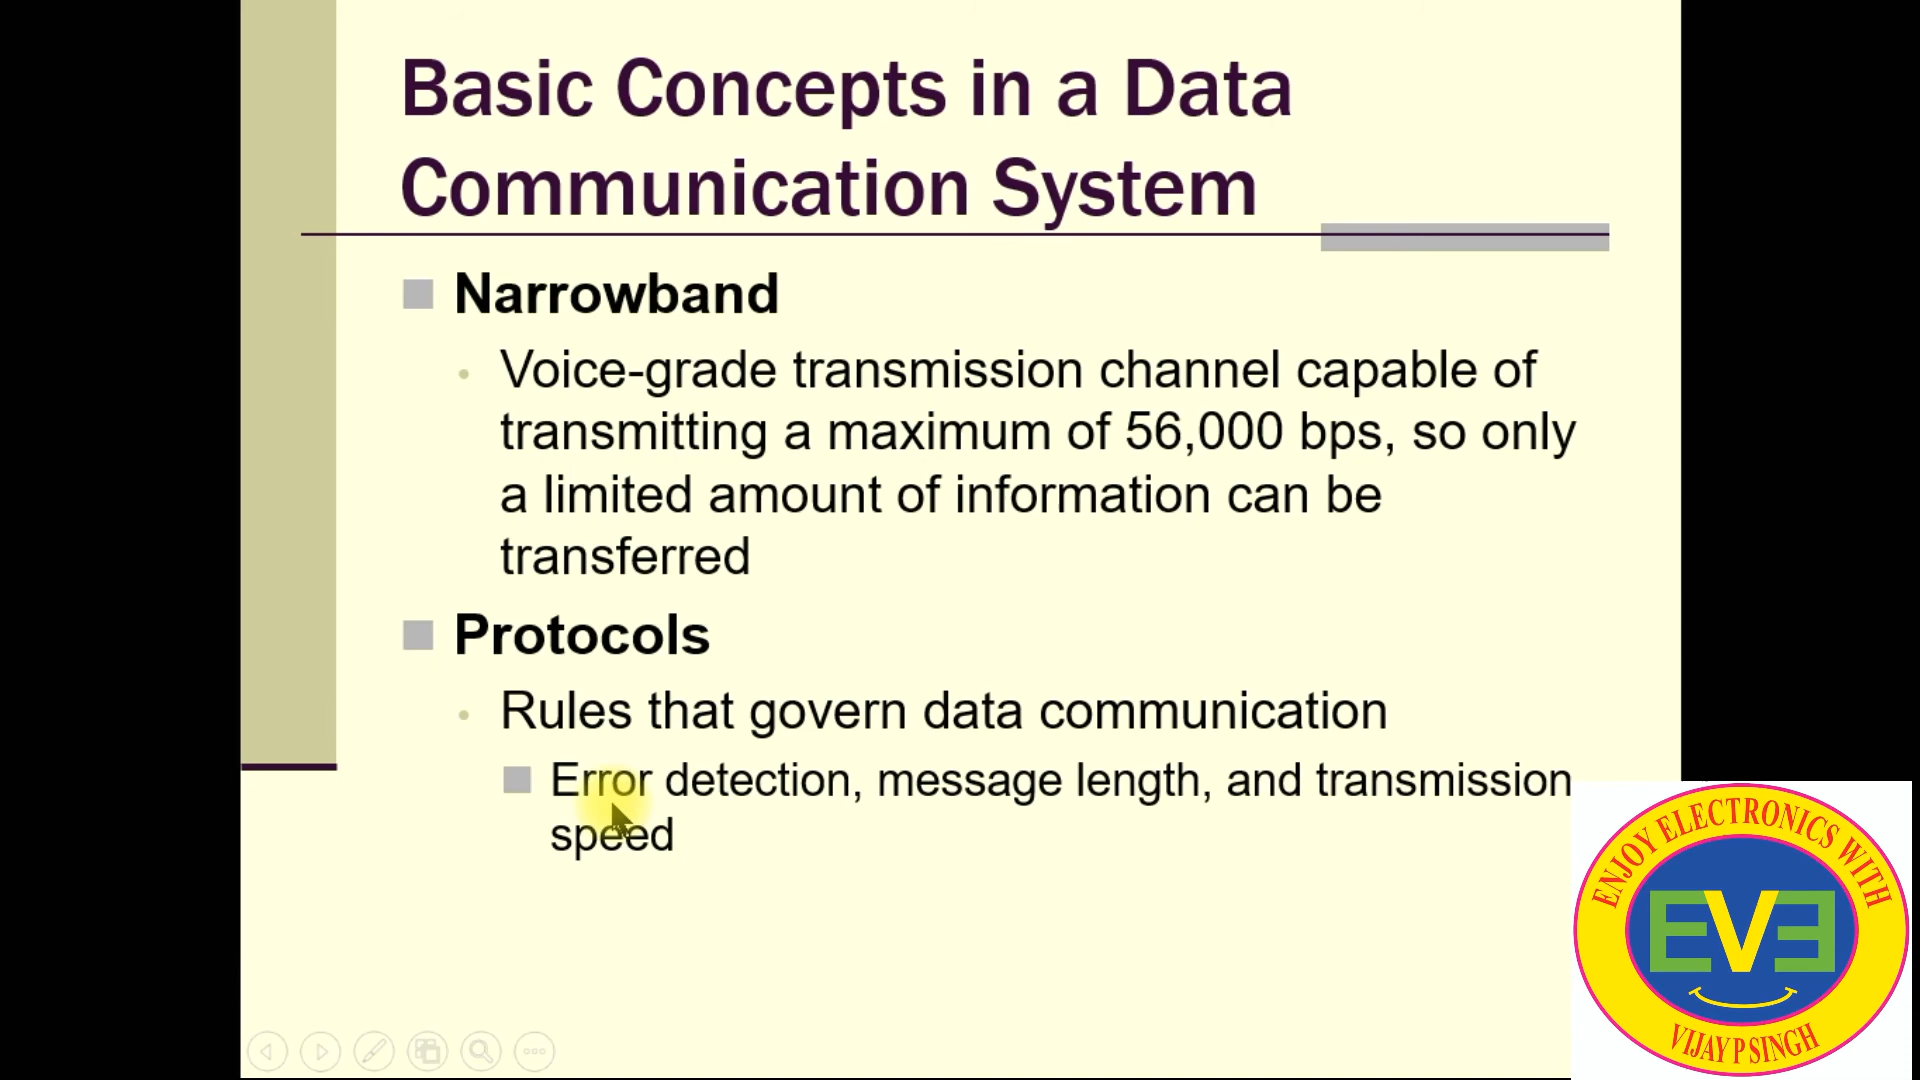 Basic Concepts in a Data
Communication System
Narrowband
Voice-grade transmission channel capable of
transmitting a maximum of 56,000 bps, so only
a limited amount of information can be
transferred
Protocols
Rules that govern data communication
Error detection, message length, and transmission
speed
ENJOY ELECTRONICS WITH
EVE
VIJAY P SINGH